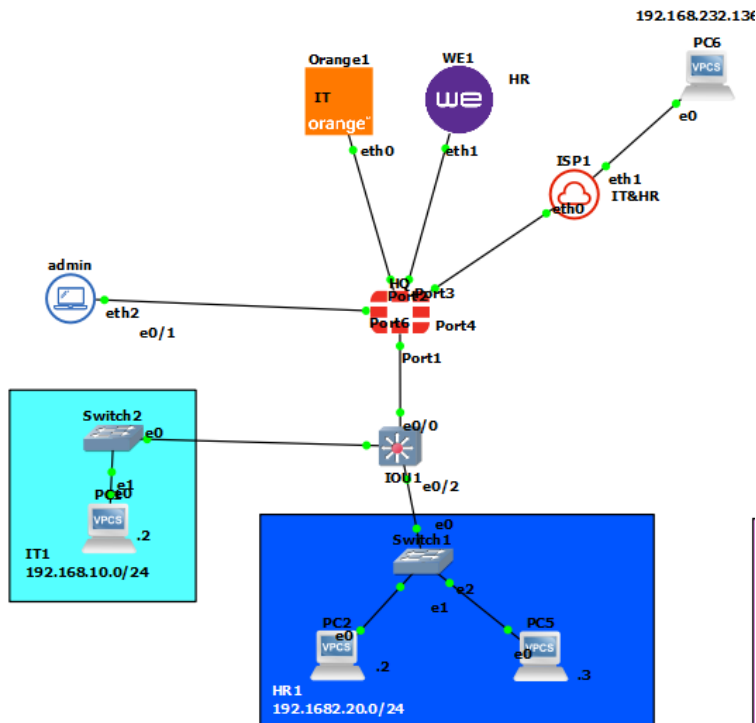 192.168.232.136
PC6
VPCS
e0
Orange1
IT
orange
eth0
WE1
we
HR
eth1
ISP1
eth1
eth0
IT&HR
admin
eth2
e0/1
HQ
Port2
Port3
Port6
Port4
Port1
Switch2
e0
e0/0
IOU1
e0/2
e1
e0
VPCS
.2
IT1
192.168.10.0/24
e0
Switch1
e2
e1
PC2
e0
VPCS
.2
PC5
e0
VPCS
.3
HR1
192.1682.20.0/24